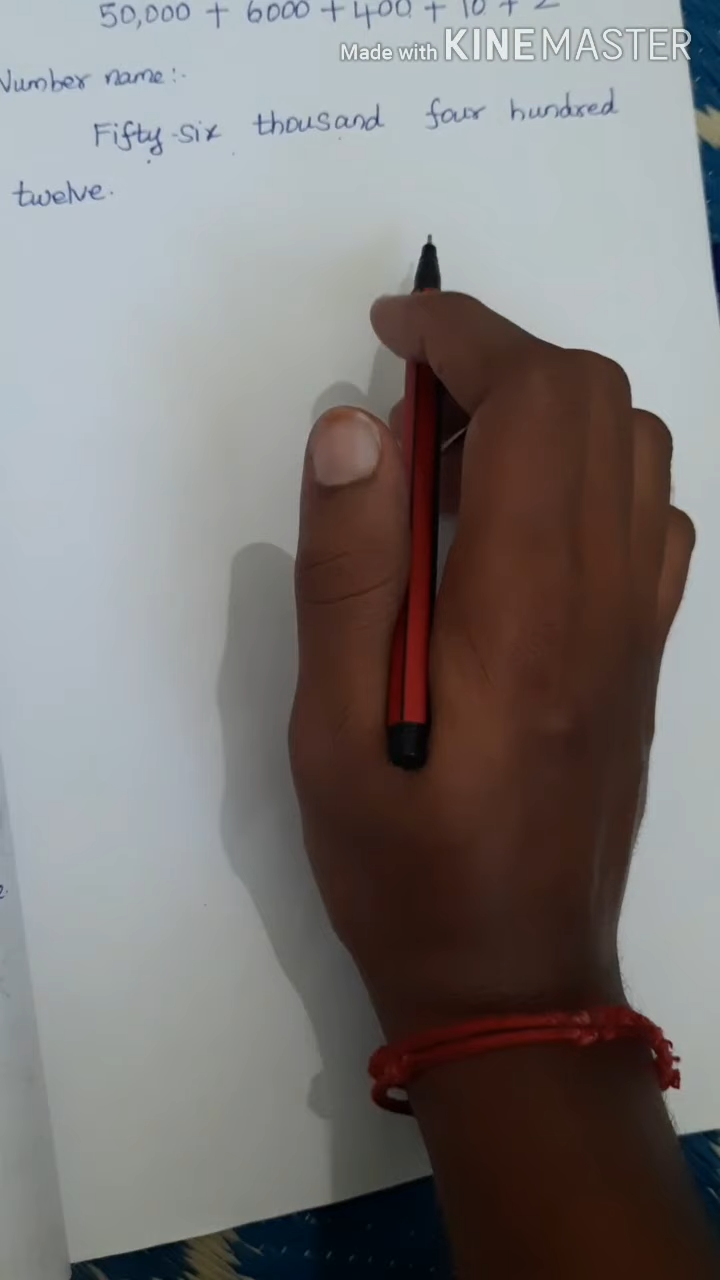 50,000 + 6000 + 400 + 10 + 2
Made with KINEMASTER
Number name:-
Fifty-six thousand four hundred
twelve.